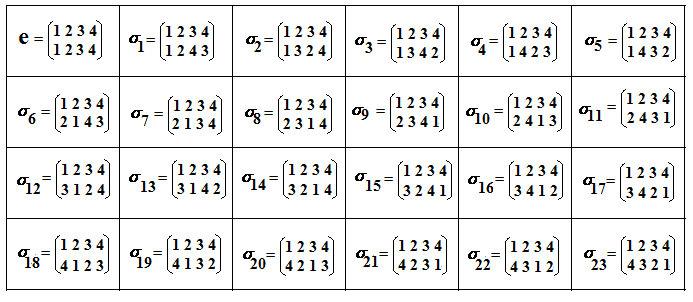 e = (1 2 3 4 / 1 2 3 4) σ1 = (1 2 3 4 / 1 2 4 3) σ2 = (1 2 3 4 / 1 3 2 4) σ3 = (1 2 3 4 / 1 3 4 2) σ4 = (1 2 3 4 / 1 4 2 3) σ5 = (1 2 3 4 / 1 4 3 2)
σ6 = (1 2 3 4 / 2 1 4 3) σ7 = (1 2 3 4 / 2 1 3 4) σ8 = (1 2 3 4 / 2 3 1 4) σ9 = (1 2 3 4 / 2 3 4 1) σ10 = (1 2 3 4 / 2 4 1 3) σ11 = (1 2 3 4 / 2 4 3 1)
σ12 = (1 2 3 4 / 3 1 2 4) σ13 = (1 2 3 4 / 3 1 4 2) σ14 = (1 2 3 4 / 3 2 1 4) σ15 = (1 2 3 4 / 3 2 4 1) σ16 = (1 2 3 4 / 3 4 1 2) σ17 = (1 2 3 4 / 3 4 2 1)
σ18 = (1 2 3 4 / 4 1 2 3) σ19 = (1 2 3 4 / 4 1 3 2) σ20 = (1 2 3 4 / 4 2 1 3) σ21 = (1 2 3 4 / 4 2 3 1) σ22 = (1 2 3 4 / 4 3 1 2) σ23 = (1 2 3 4 / 4 3 2 1)